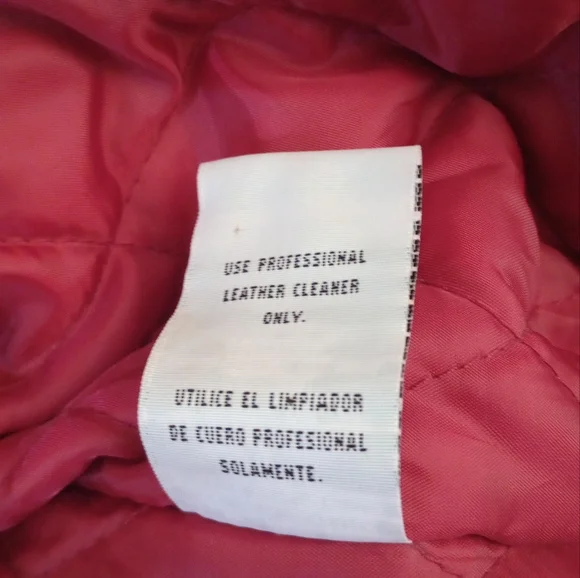 USE PROFESSIONAL
LEATHER CLEANER
ONLY.
UTILICE EL LIMPIADOR
DE CUERO PROFESIONAL
SOLAMENTE.